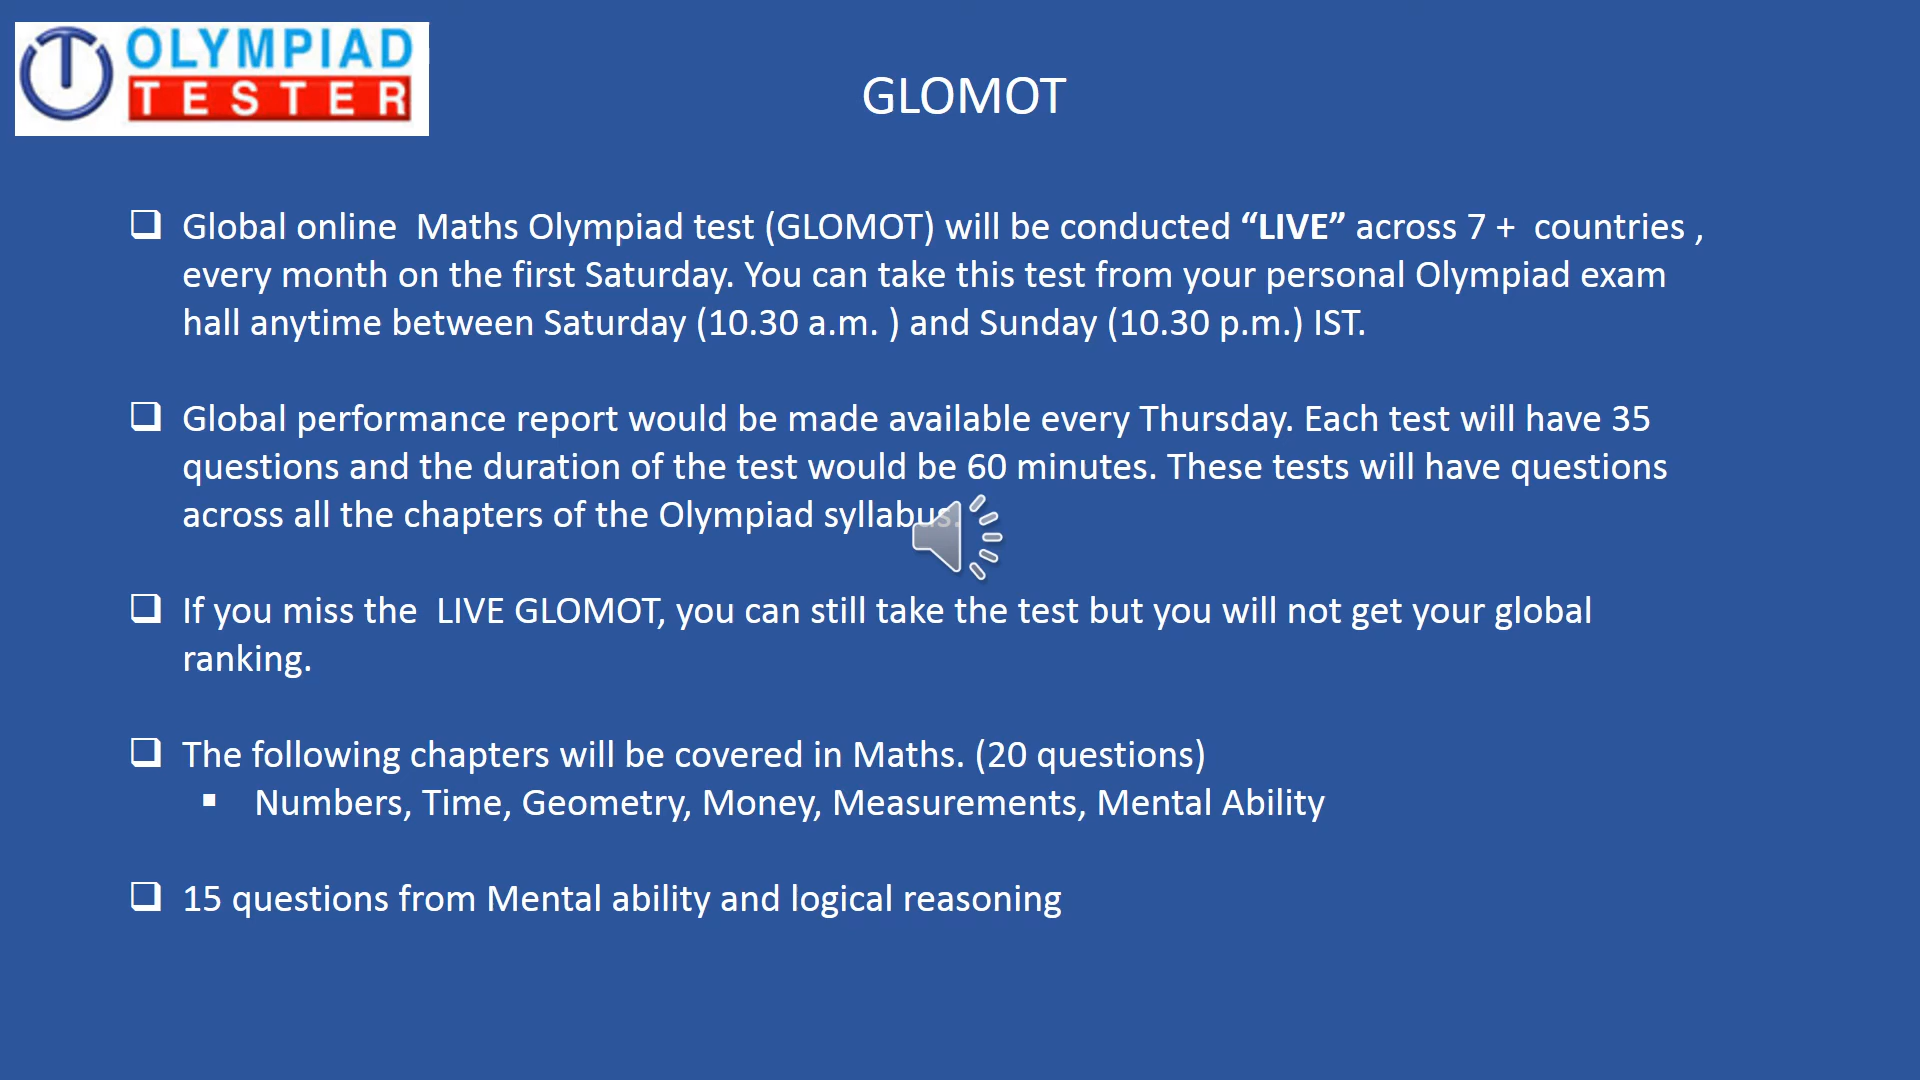 OLYMPIAD
TESTER
GLOMOT
Global online  Maths Olympiad test (GLOMOT) will be conducted “LIVE” across 7 +  countries ,
every month on the first Saturday. You can take this test from your personal Olympiad exam
hall anytime between Saturday (10.30 a.m. ) and Sunday (10.30 p.m.) IST.
Global performance report would be made available every Thursday. Each test will have 35
questions and the duration of the test would be 60 minutes. These tests will have questions
across all the chapters of the Olympiad syllabus.
If you miss the  LIVE GLOMOT, you can still take the test but you will not get your global
ranking.
The following chapters will be covered in Maths. (20 questions)
Numbers, Time, Geometry, Money, Measurements, Mental Ability
15 questions from Mental ability and logical reasoning